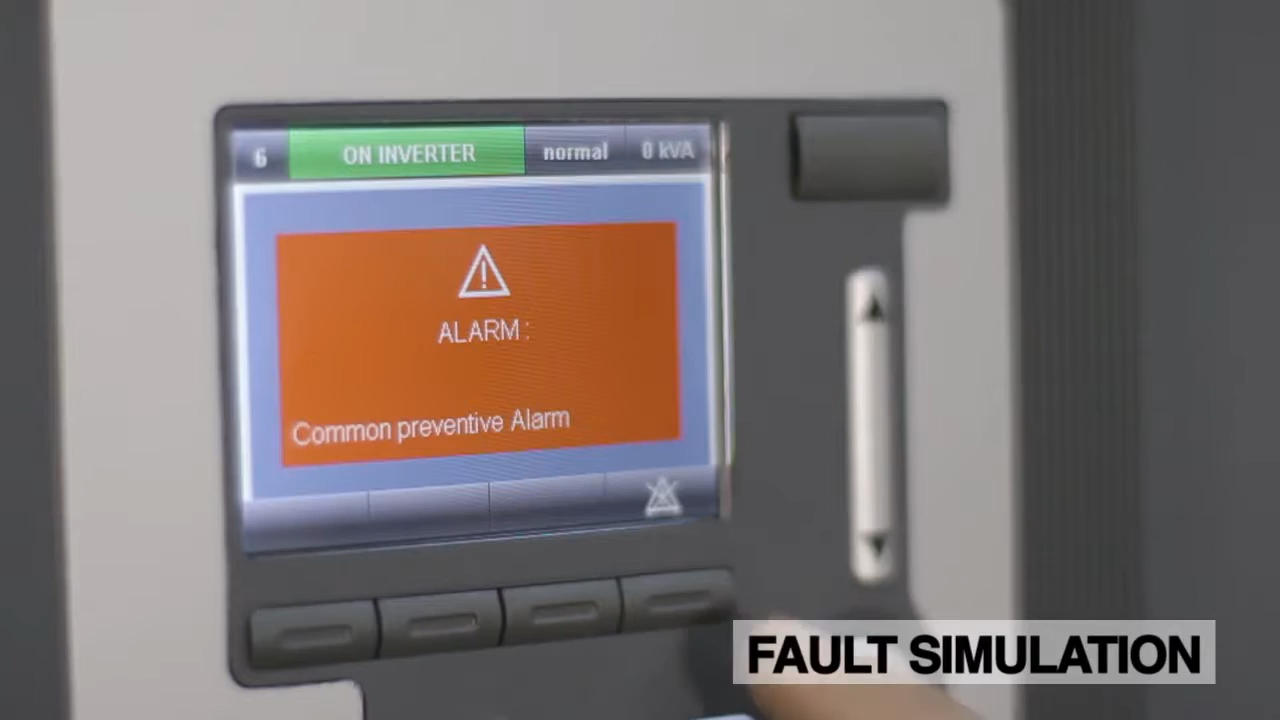 6 ON INVERTER normal 0 kVA
ALARM :
Common preventive Alarm
FAULT SIMULATION